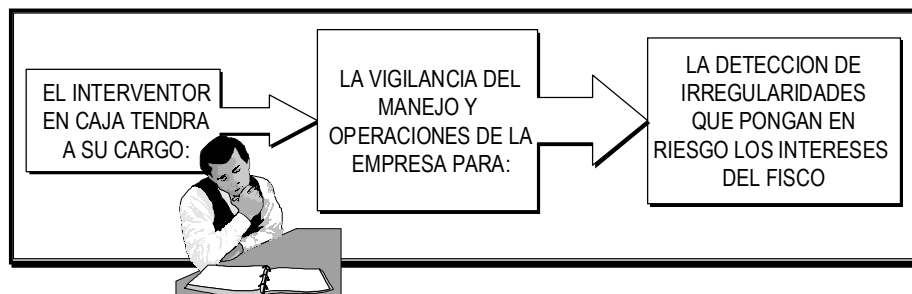 EL INTERVENTOR
EN CAJA TENDRA
A SU CARGO:
LA VIGILANCIA DEL
MANEJO Y
OPERACIONES DE LA
EMPRESA PARA:
LA DETECCION DE
IRREGULARIDADES
QUE PONGAN EN
RIESGO LOS INTERESES
DEL FISCO